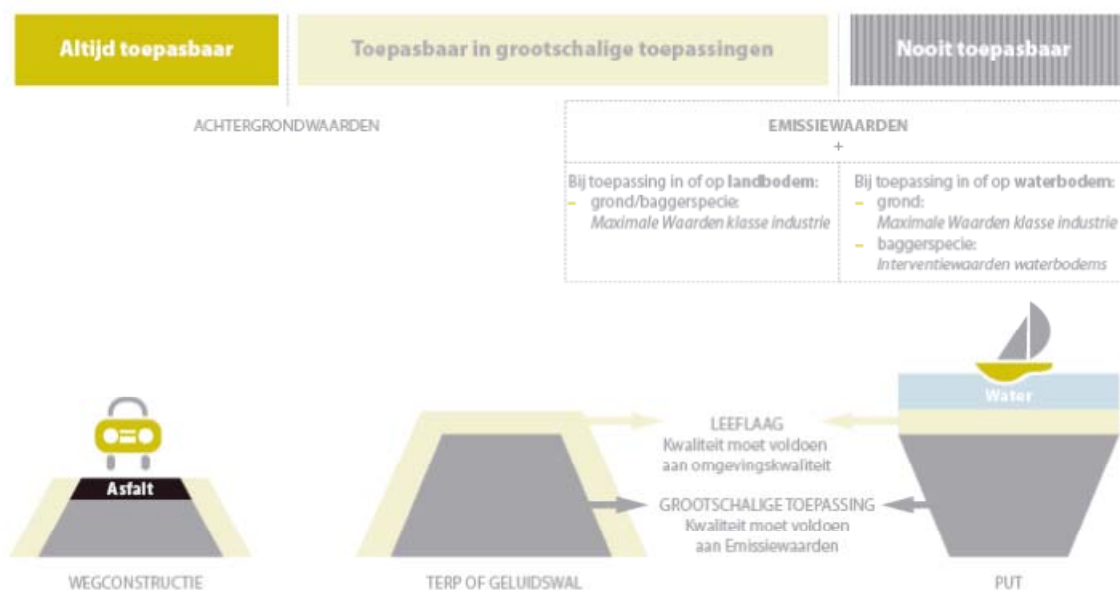 Altijd toepasbaar
Toepasbaar in grootschalige toepassingen
Nooit toepasbaar
ACHTERGRONDWAARDEN
EMISSIEWAARDEN
+
Bij toepassing in of op landbodem:
– grond/baggerspecie:
Maximale Waarden klasse industrie
Bij toepassing in of op waterbodem:
– grond:
Maximale Waarden klasse industrie
– baggerspecie:
Interventiewaarden waterbodems
Water
LEEFLAAG
Kwaliteit moet voldoen
aan omgevingskwaliteit
Asfalt
GROOTSCHALIGE TOEPASSING
Kwaliteit moet voldoen
aan Emissiewaarden
WEGCONSTRUCTIE
TERP OF GELUIDSWAL
PUT